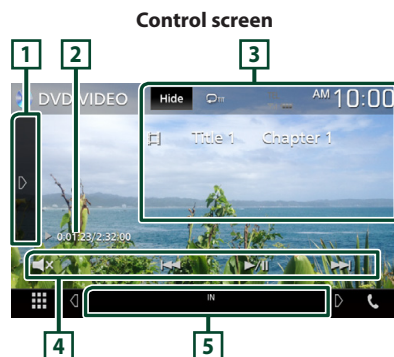 Control screen
1 2 3
DVD VIDEO Hide AM 10:00
Title 1 Chapter 1
0:01:23/2:32:00
IN
4 5